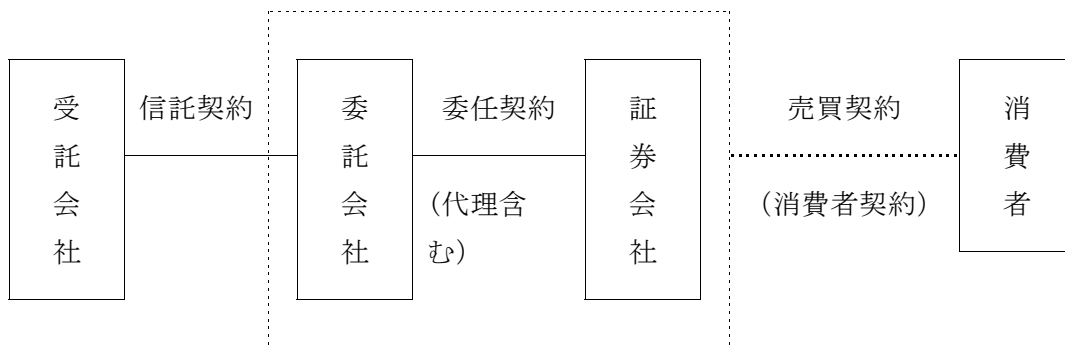 受託会社
信託契約
委託会社
委任契約
(代理含
む)
証券会社
売買契約
(消費者契約)
消費者